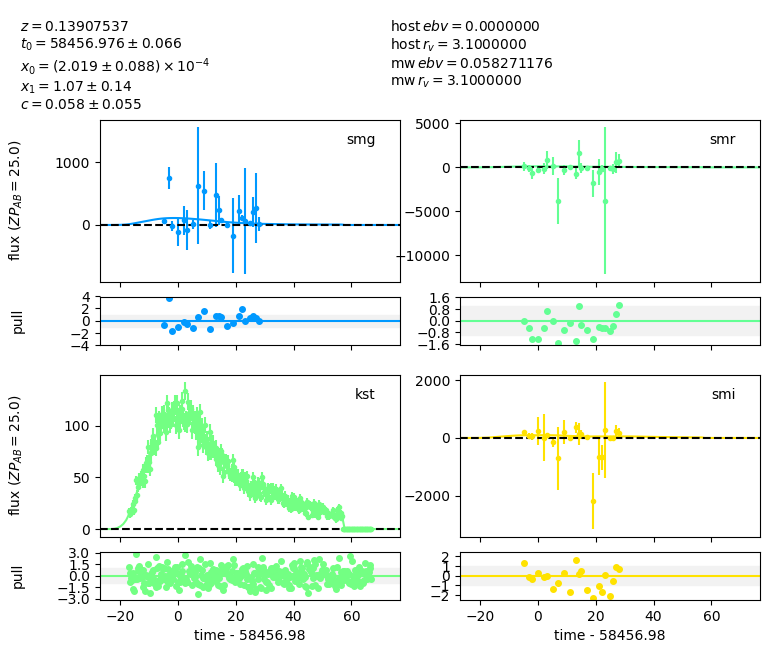 z = 0.13907537
t₀ = 58456.976 ± 0.066
x₀ = (2.019 ± 0.088) × 10⁻⁴
x₁ = 1.07 ± 0.14
c = 0.058 ± 0.055
host ebv = 0.0000000
host r_v = 3.1000000
mw ebv = 0.058271176
mw r_v = 3.1000000
flux (ZP_AB = 25.0)
1000
0
smg
5000
0
−5000
−10000
smr
pull
4
2
0
−2
−4
1.6
0.8
0.0
−0.8
−1.6
flux (ZP_AB = 25.0)
100
50
0
kst
2000
0
−2000
smi
pull
3.0
1.5
0.0
−1.5
−3.0
2
1
0
−1
−2
−20 0 20 40 60
−20 0 20 40 60
time - 58456.98
time - 58456.98